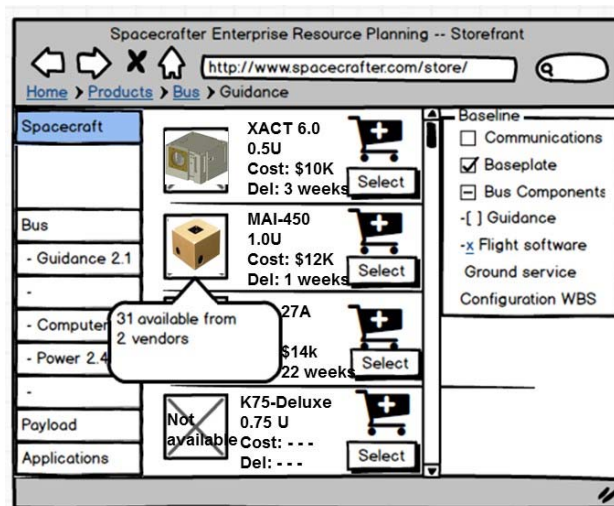 Spacecrafter Enterprise Resource Planning -- Storefrant
http://www.spacecrafter.com/store/
Home > Products > Bus > Guidance
Spacecraft
Bus
- Guidance 2.1
-
- Computer
- Power 2.4
-
Payload
Applications
XACT 6.0
0.5U
Cost: $10K
Del: 3 weeks
Select
MAI-450
1.0U
Cost: $12K
Del: 1 weeks
Select
31 available from
2 vendors
27A
$14k
22 weeks
Select
Not
available
K75-Deluxe
0.75 U
Cost: - - -
Del: - - -
Select
Baseline
Communications
Baseplate
Bus Components
-[ ] Guidance
-x Flight software
Ground service
Configuration WBS